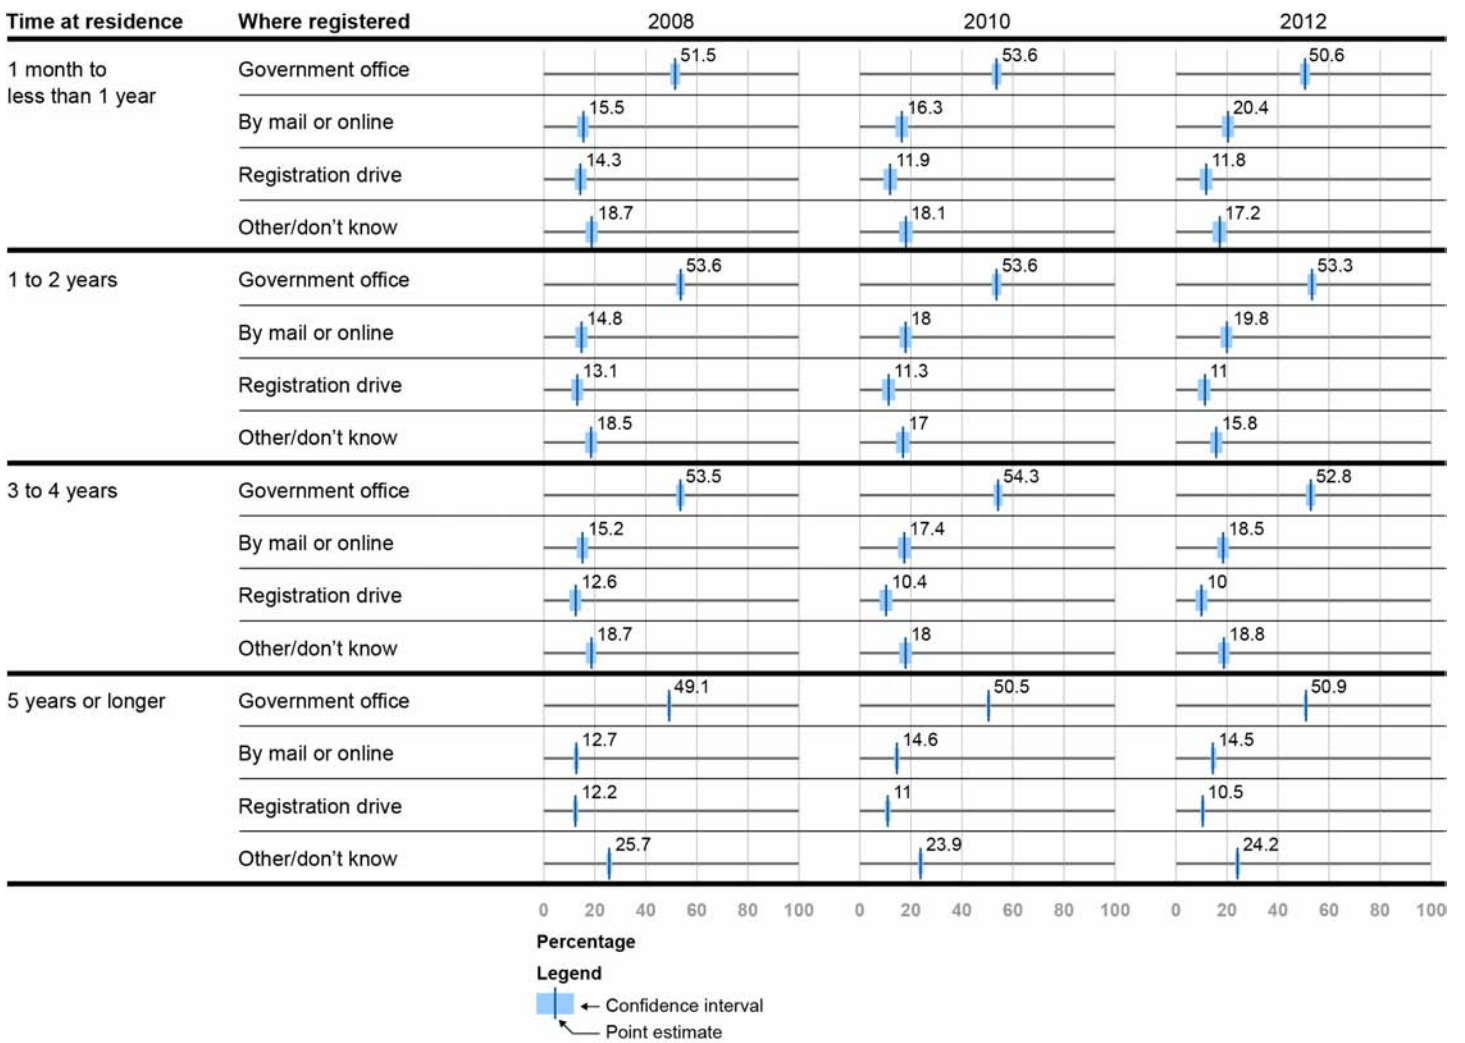 Time at residence Where registered 2008 2010 2012
1 month to
less than 1 year
Government office 51.5 53.6 50.6
By mail or online 15.5 16.3 20.4
Registration drive 14.3 11.9 11.8
Other/don't know 18.7 18.1 17.2
1 to 2 years Government office 53.6 53.6 53.3
By mail or online 14.8 18 19.8
Registration drive 13.1 11.3 11
Other/don't know 18.5 17 15.8
3 to 4 years Government office 53.5 54.3 52.8
By mail or online 15.2 17.4 18.5
Registration drive 12.6 10.4 10
Other/don't know 18.7 18 18.8
5 years or longer Government office 49.1 50.5 50.9
By mail or online 12.7 14.6 14.5
Registration drive 12.2 11 10.5
Other/don't know 25.7 23.9 24.2
0 20 40 60 80 100 0 20 40 60 80 100 0 20 40 60 80 100
Percentage
Legend
Confidence interval
Point estimate